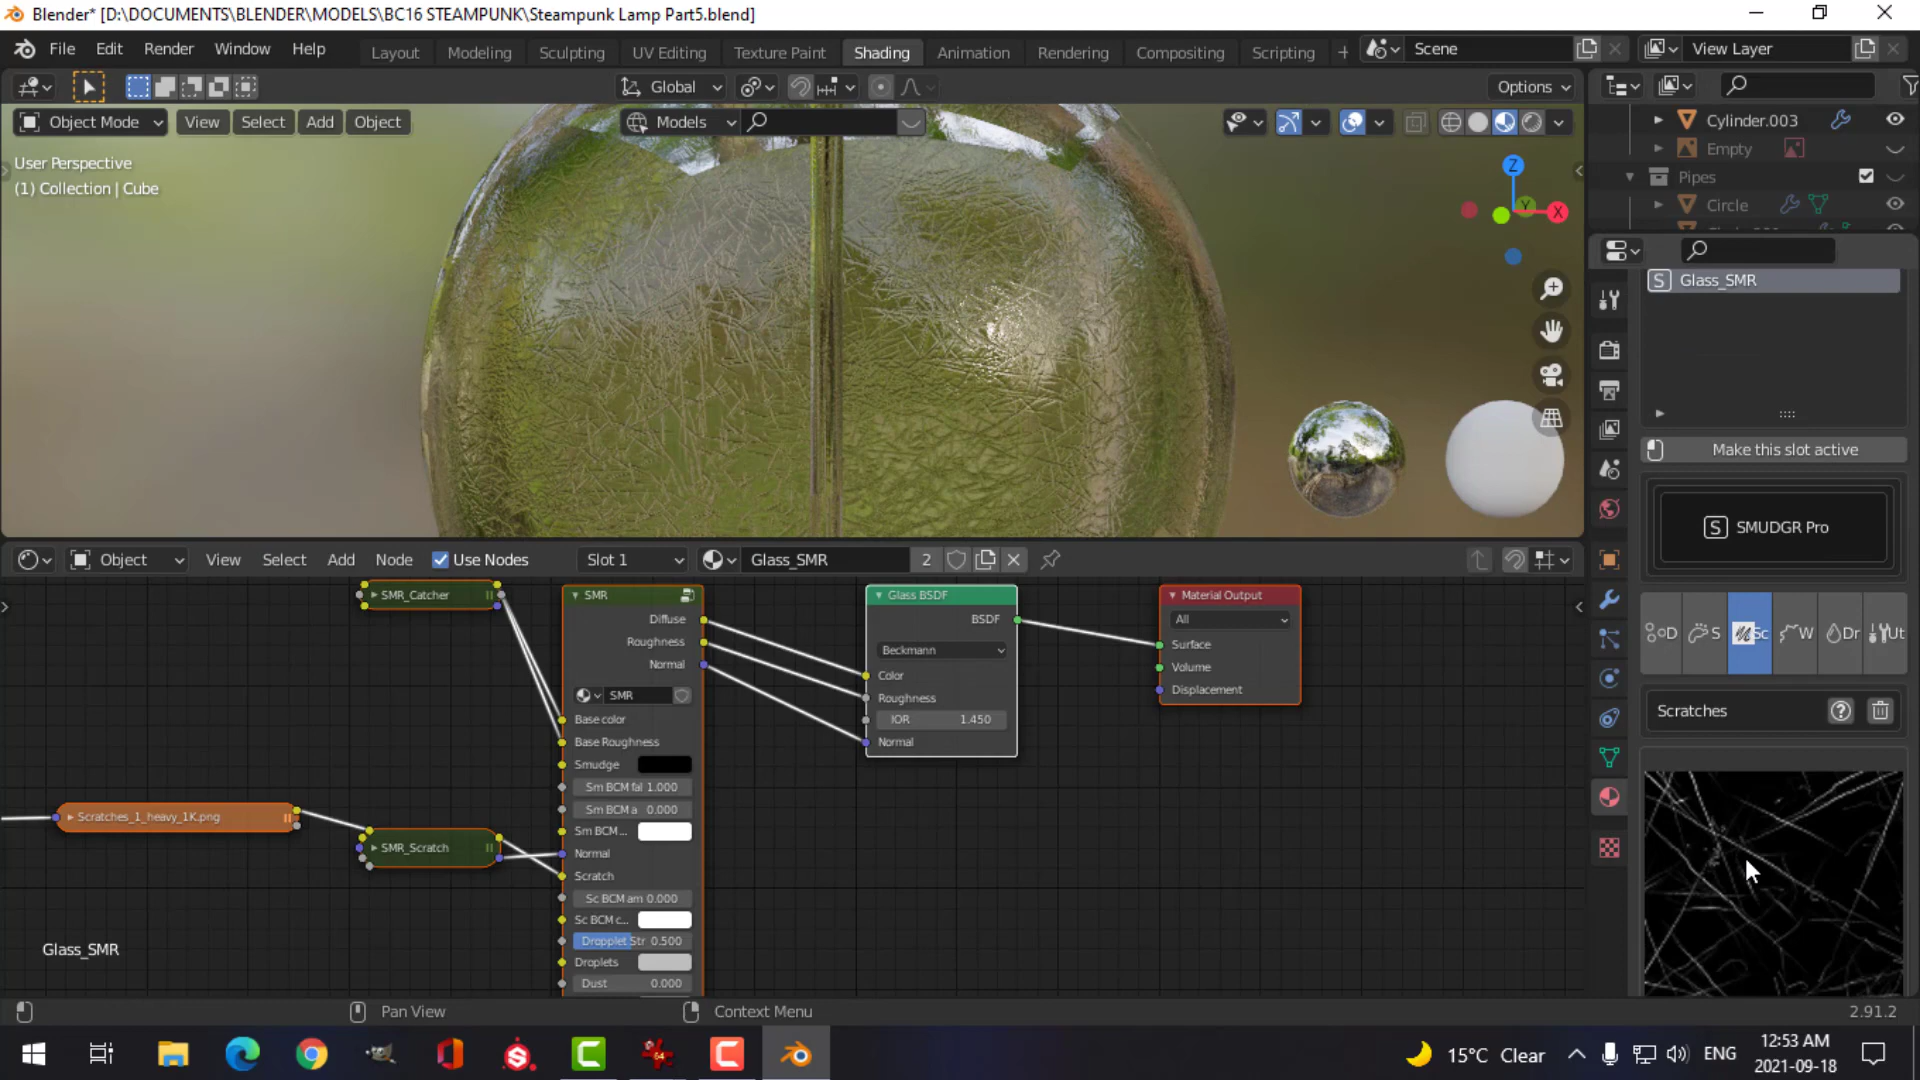 Blender* [D:\DOCUMENTS\BLENDER\MODELS\BC16 STEAMPUNK\Steampunk Lamp Part5.blend]
File Edit Render Window Help Layout Modeling Sculpting UV Editing Texture Paint Shading Animation Rendering Compositing Scripting + Scene View Layer
Global Options
Object Mode View Select Add Object Models
Cylinder.003
Empty
Pipes
Circle
User Perspective
(1) Collection | Cube
Z
Y
X
Glass_SMR
Make this slot active
SMUDGR Pro
D S Sc W Dr Ut
Scratches
Object View Select Add Node Use Nodes Slot 1 Glass_SMR 2
SMR_Catcher
SMR
Diffuse
Roughness
Normal
SMR
Base color
Base Roughness
Smudge
Sm BCM fal 1.000
Sm BCM a 0.000
Sm BCM ...
Normal
Scratch
Sc BCM am 0.000
Sc BCM c...
Dropplet Str 0.500
Droplets
Dust 0.000
Glass BSDF
BSDF
Beckmann
Color
Roughness
IOR 1.450
Normal
Material Output
All
Surface
Volume
Displacement
Scratches_1_heavy_1K.png
SMR_Scratch
Glass_SMR
Pan View Context Menu 2.91.2
15°C Clear ENG 12:53 AM
2021-09-18